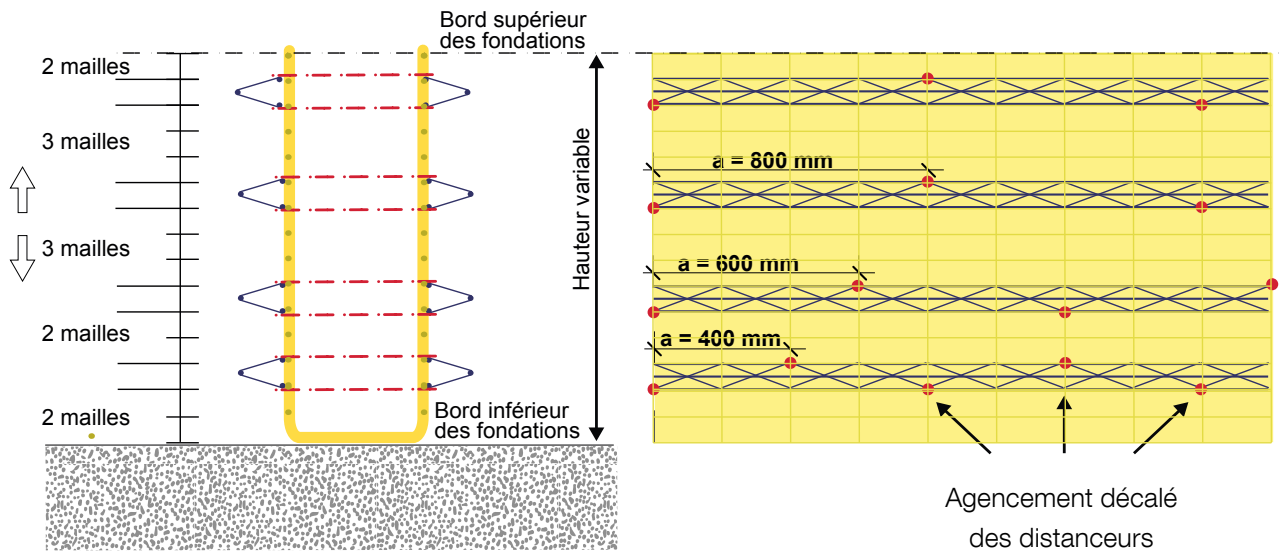 Bord supérieur
des fondations
2 mailles
3 mailles
3 mailles
2 mailles
2 mailles
Hauteur variable
Bord inférieur
des fondations
a = 800 mm
a = 600 mm
a = 400 mm
Agencement décalé
des distanceurs